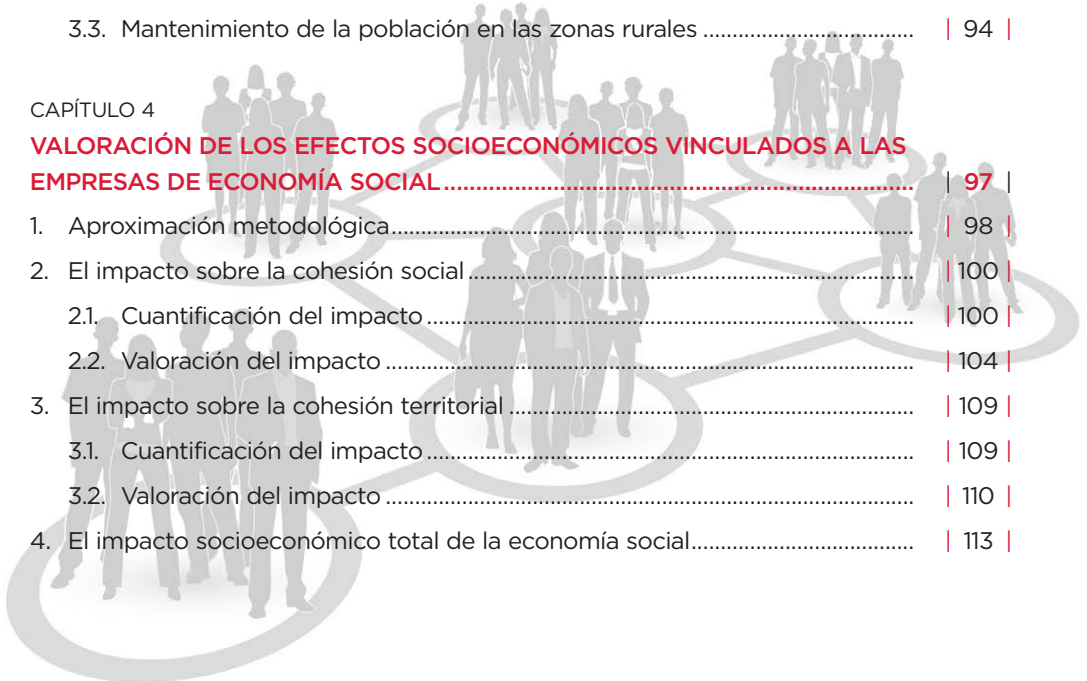 3.3. Mantenimiento de la población en las zonas rurales .................................. | 94 |
CAPÍTULO 4
VALORACIÓN DE LOS EFECTOS SOCIOECONÓMICOS VINCULADOS A LAS
EMPRESAS DE ECONOMÍA SOCIAL .................................. | 97 |
1. Aproximación metodológica .................................. | 98 |
2. El impacto sobre la cohesión social .................................. | 100 |
2.1. Cuantificación del impacto .................................. | 100 |
2.2. Valoración del impacto .................................. | 104 |
3. El impacto sobre la cohesión territorial .................................. | 109 |
3.1. Cuantificación del impacto .................................. | 109 |
3.2. Valoración del impacto .................................. | 110 |
4. El impacto socioeconómico total de la economía social .................................. | 113 |